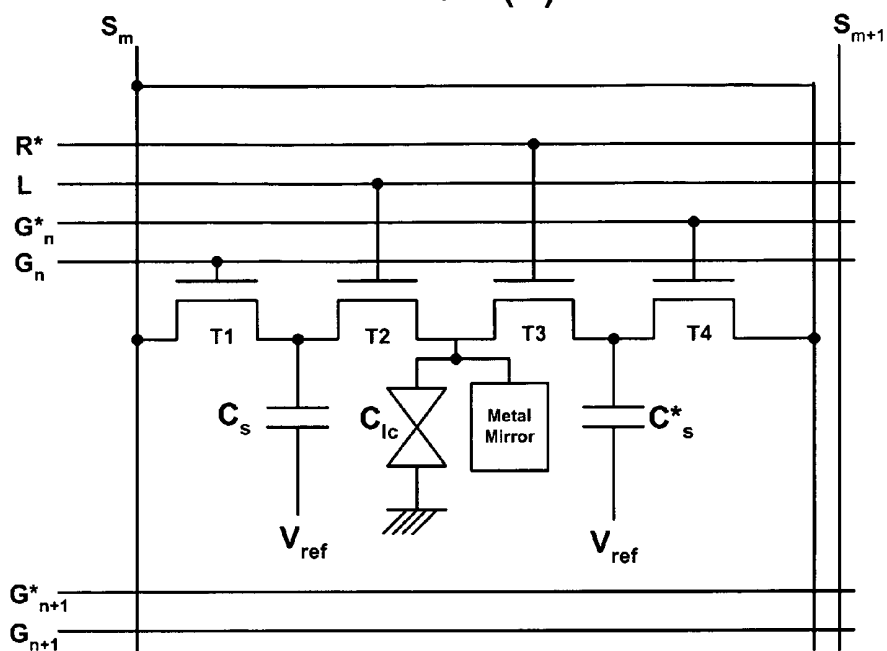 S_m
S_m+1
R*
L
G*_n
G_n
T1
T2
T3
T4
C_s
C_lc
Metal
Mirror
C*_s
V_ref
V_ref
G*_n+1
G_n+1